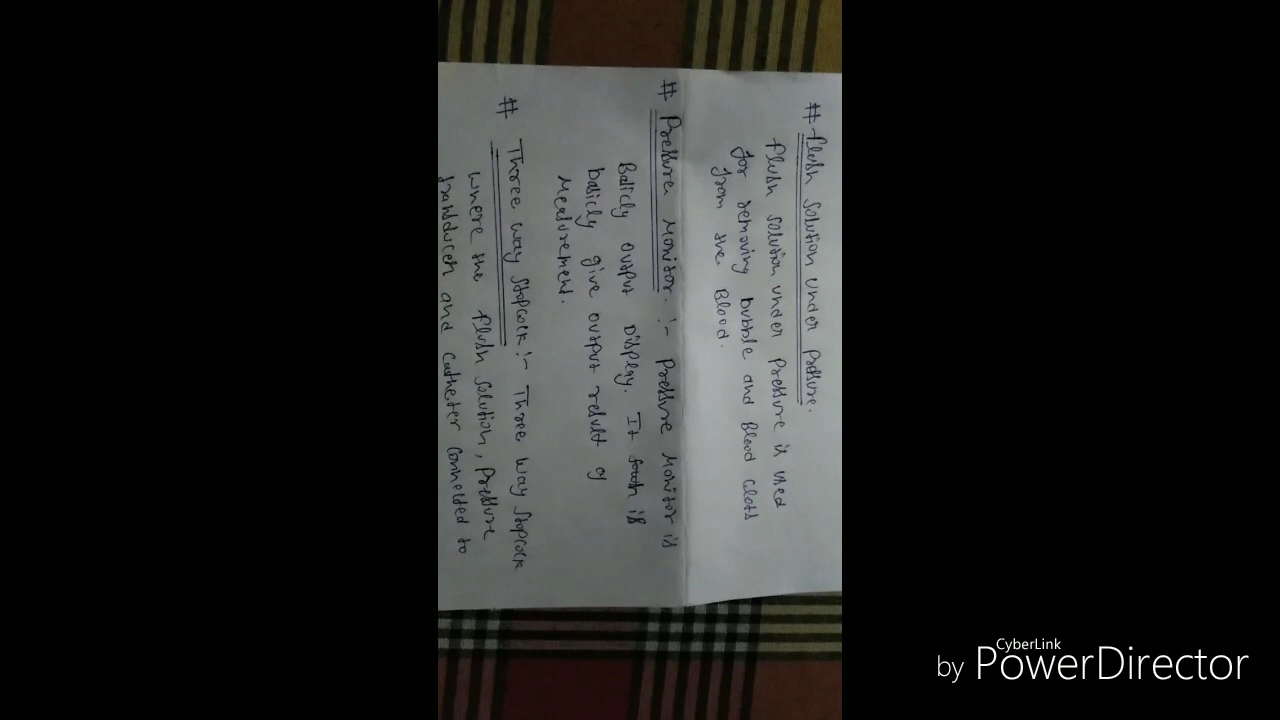 # Flush solution under pressure.
flush solution under pressure is used
for removing bubble and Blood Clots
from the Blood.
# Pressure Monitor. :- Pressure Monitor is
Basicly output Display. It is
basicly give output result of
Measurement.
# Three way stopcock :- Three way stopcock
where the flush solution, pressure
transducer and catheter connected to
CyberLink
by PowerDirector